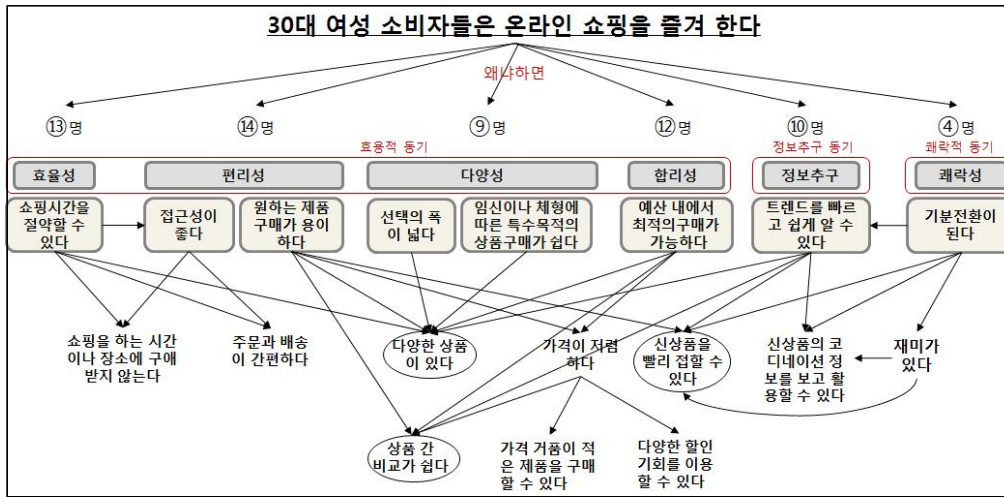 30대 여성 소비자들은 온라인 쇼핑을 즐겨 한다
왜냐하면
⑬명
⑭명
⑨명
⑫명
⑩명
④명
효용적 동기
정보추구 동기
쾌락적 동기
효율성
편리성
다양성
합리성
정보추구
쾌락성
쇼핑시간을
절약할 수
있다
접근성이
좋다
원하는 제품
구매가 용이
하다
선택의 폭
이 넓다
임신이나 체형에
따른 특수목적의
상품구매가 쉽다
예산 내에서
최적의구매가
가능하다
트렌드를 빠르
고 쉽게 알 수
있다
기분전환이
된다
쇼핑을 하는 시간
이나 장소에 구애
받지 않는다
주문과 배송
이 간편하다
다양한 상품
이 있다
가격이 저렴
하다
신상품을
빨리 접할 수
있다
신상품의 코
디네이션 정
보를 보고 활
용할 수 있다
재미가
있다
상품 간
비교가 쉽다
가격 거품이 적
은 제품을 구매
할 수 있다
다양한 할인
기회를 이용
할 수 있다